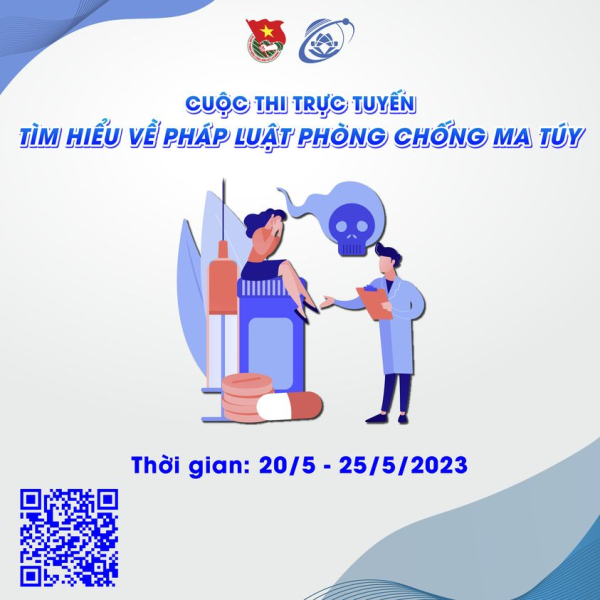 CUỘC THI TRỰC TUYẾN
TÌM HIỂU VỀ PHÁP LUẬT PHÒNG CHỐNG MA TÚY
Thời gian: 20/5 - 25/5/2023